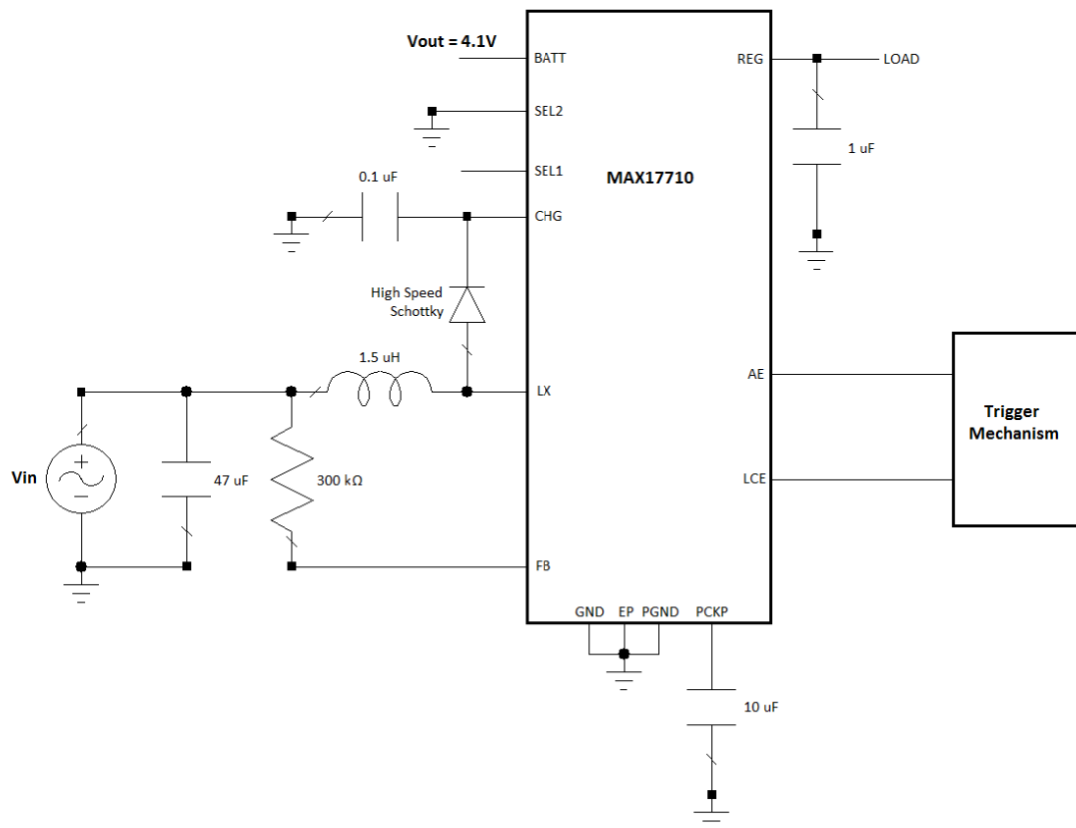 Vout = 4.1V
BATT
REG
LOAD
SEL2
1 uF
SEL1
MAX17710
0.1 uF
CHG
High Speed
Schottky
1.5 uH
LX
AE
Trigger
Mechanism
Vin
+
−
47 uF
300 kΩ
LCE
FB
GND
EP
PGND
PCKP
10 uF